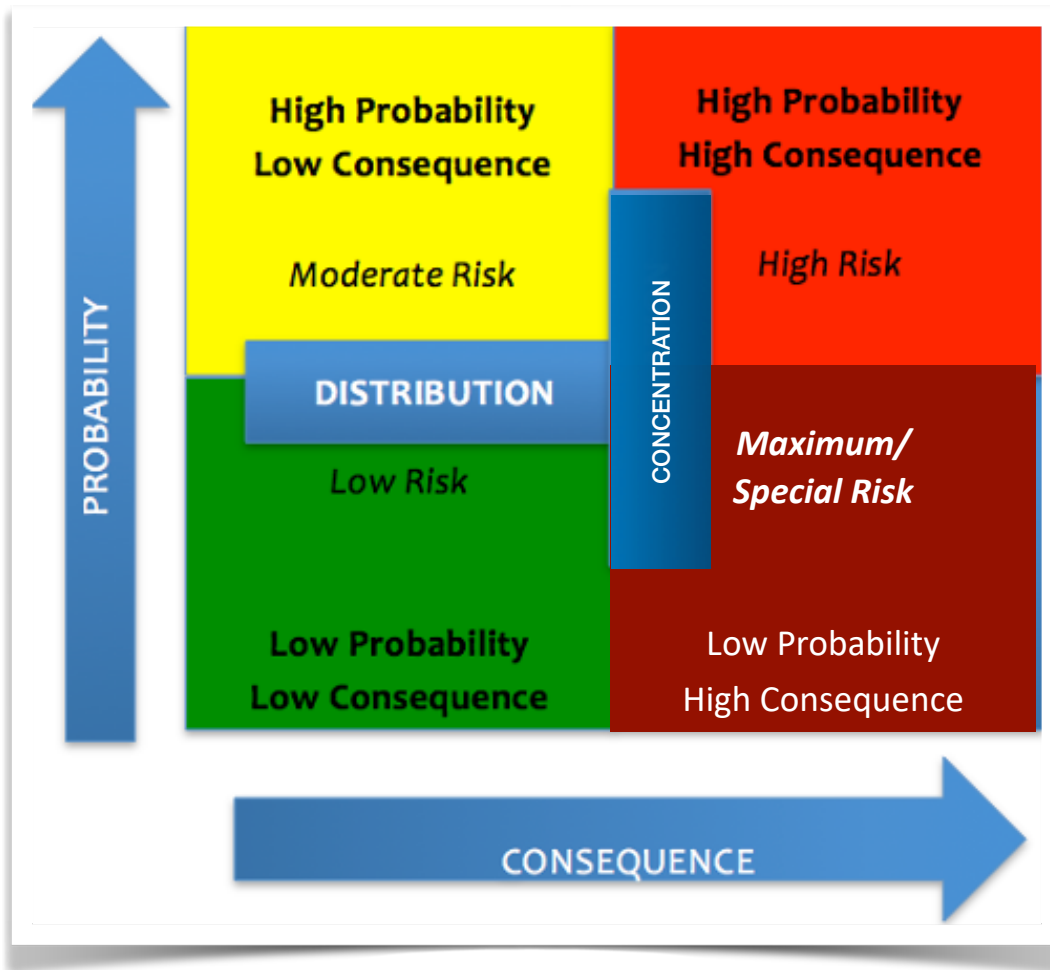 High Probability
Low Consequence
Moderate Risk
High Probability
High Consequence
High Risk
PROBABILITY
DISTRIBUTION
CONCENTRATION
Low Risk
Low Probability
Low Consequence
Maximum/
Special Risk
Low Probability
High Consequence
CONSEQUENCE